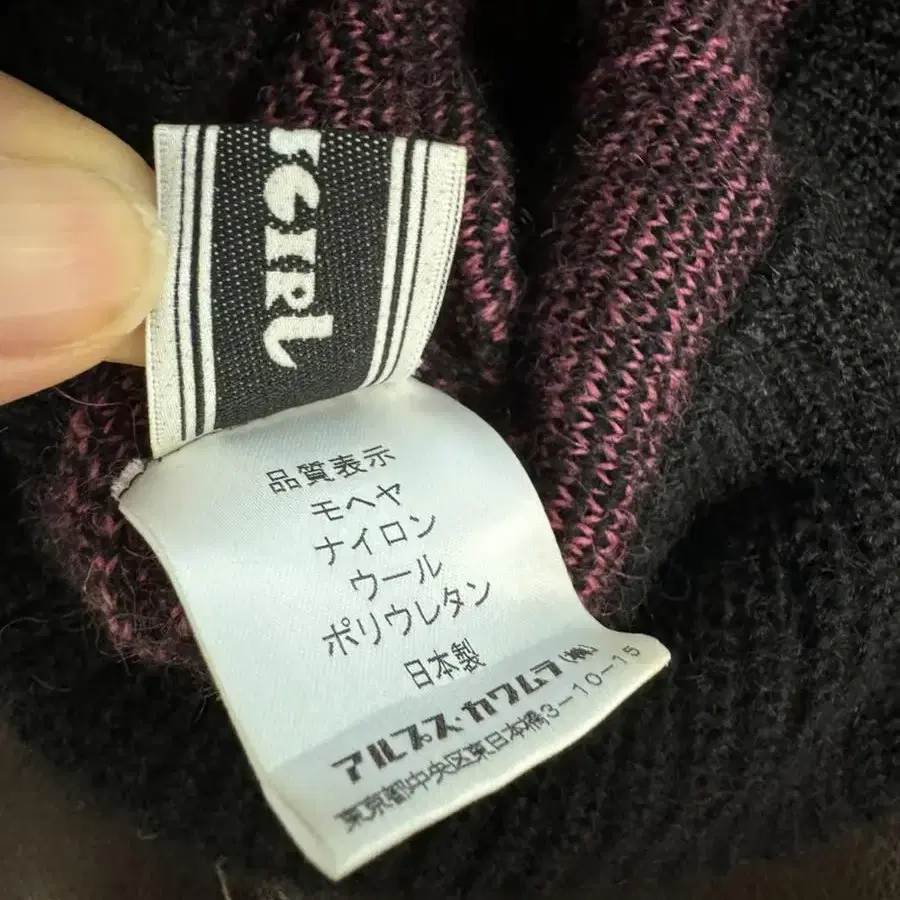 SGIRL
品質表示
モヘヤ
ナイロン
ウール
ポリウレタン
日本製
アルプス・カワムラ(株)
東京都中央区東日本橋3-10-15